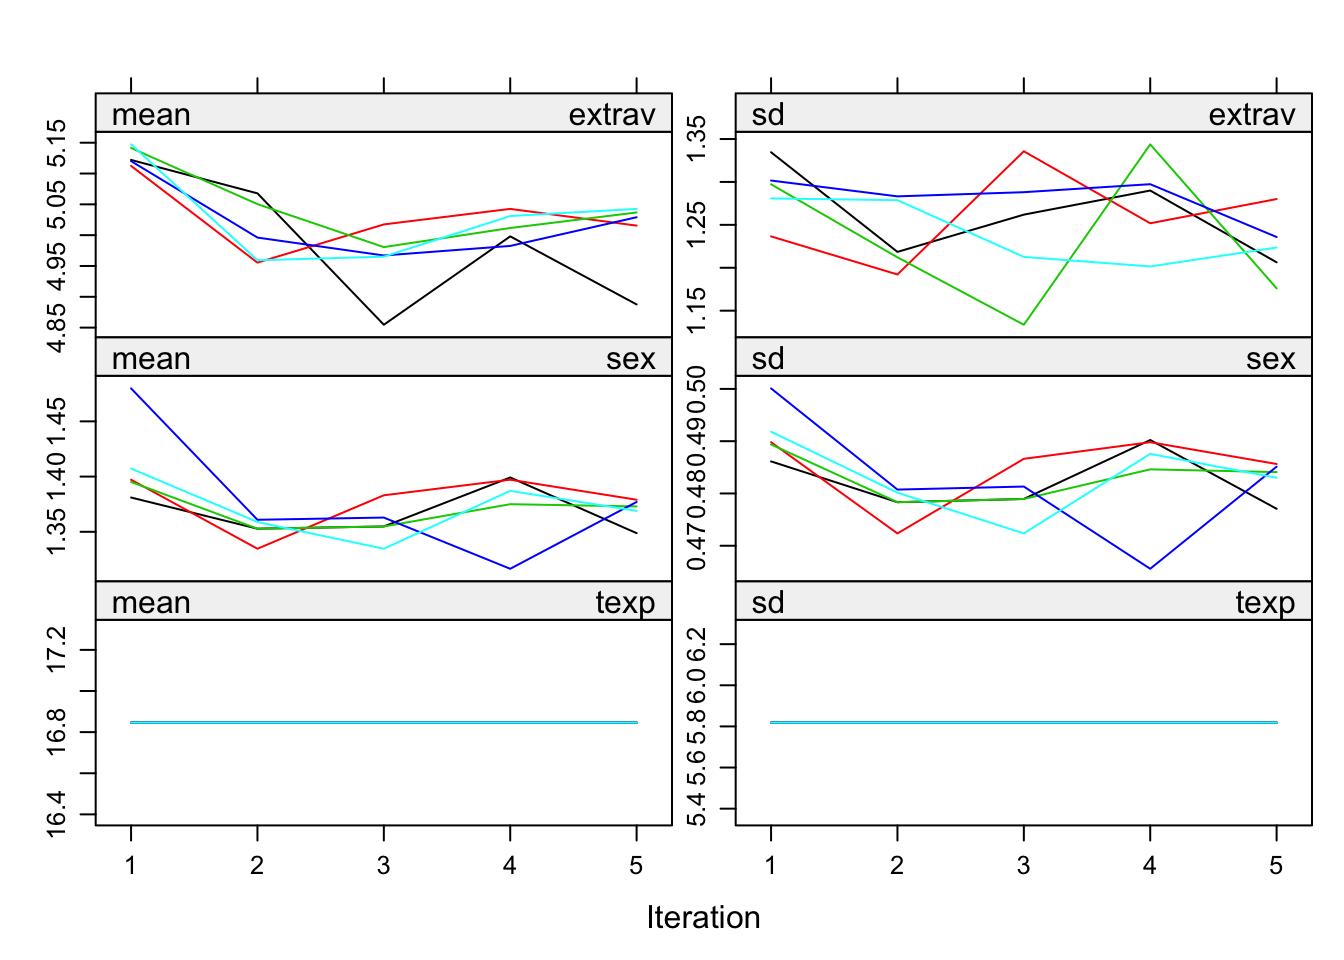 mean extrav
sd extrav
5.15
5.05
4.95
4.85
1.35
1.25
1.15
mean sex
sd sex
1.45
1.40
1.35
0.50
0.49
0.48
0.47
mean texp
sd texp
17.2
16.8
16.4
6.2
6.0
5.8
5.6
5.4
1 2 3 4 5
1 2 3 4 5
Iteration